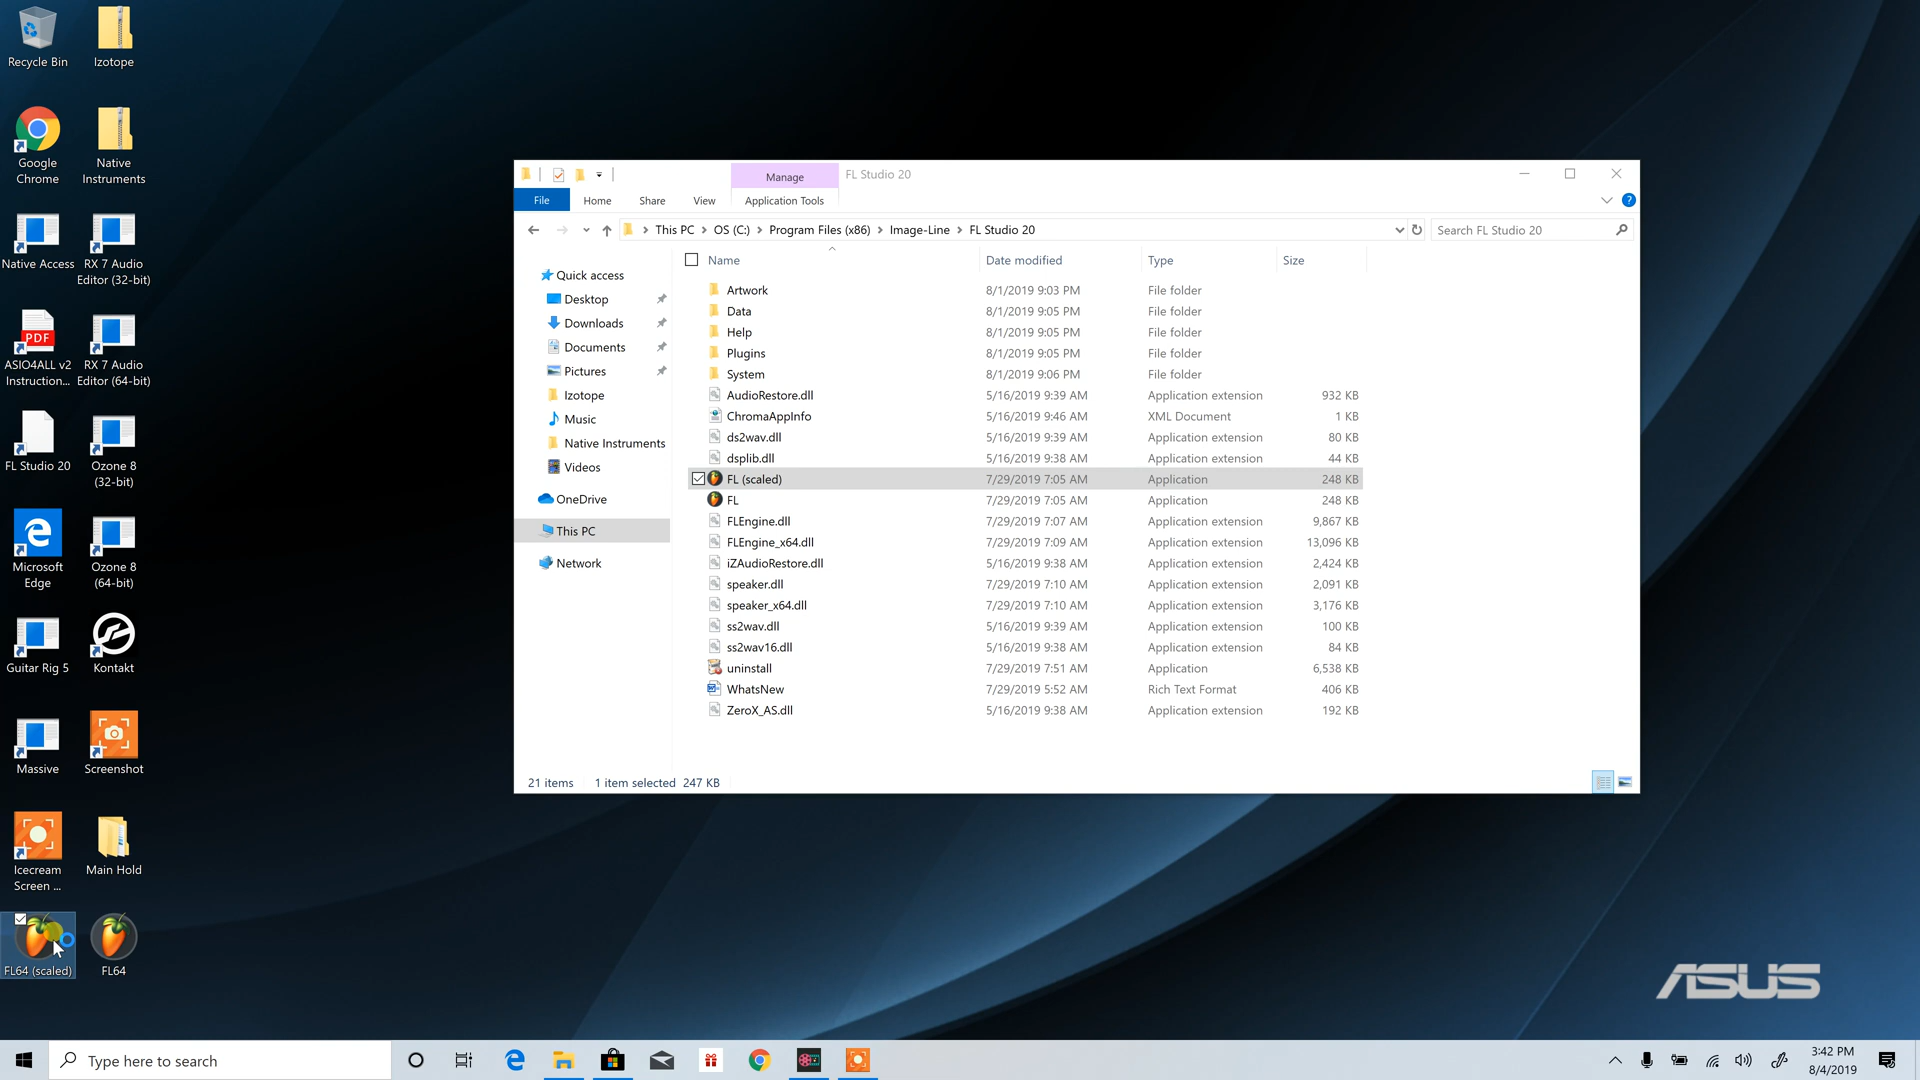 Recycle Bin
Izotope
Google
Chrome
Native
Instruments
Native Access
RX 7 Audio
Editor (32-bit)
PDF
ASIO4ALL v2
Instruction...
RX 7 Audio
Editor (64-bit)
FL Studio 20
Ozone 8
(32-bit)
Microsoft
Edge
Ozone 8
(64-bit)
Guitar Rig 5
Kontakt
Massive
Screenshot
Icecream
Screen ...
Main Hold
FL64 (scaled)
FL64
Manage
FL Studio 20
File
Home
Share
View
Application Tools
This PC > OS (C:) > Program Files (x86) > Image-Line > FL Studio 20
Search FL Studio 20
Quick access
Desktop
Downloads
Documents
Pictures
Izotope
Music
Native Instruments
Videos
OneDrive
This PC
Network
Name Date modified Type Size
Artwork 8/1/2019 9:03 PM File folder
Data 8/1/2019 9:05 PM File folder
Help 8/1/2019 9:05 PM File folder
Plugins 8/1/2019 9:05 PM File folder
System 8/1/2019 9:06 PM File folder
AudioRestore.dll 5/16/2019 9:39 AM Application extension 932 KB
ChromaAppInfo 5/16/2019 9:46 AM XML Document 1 KB
ds2wav.dll 5/16/2019 9:39 AM Application extension 80 KB
dsplib.dll 5/16/2019 9:38 AM Application extension 44 KB
FL (scaled) 7/29/2019 7:05 AM Application 248 KB
FL 7/29/2019 7:05 AM Application 248 KB
FLEngine.dll 7/29/2019 7:07 AM Application extension 9,867 KB
FLEngine_x64.dll 7/29/2019 7:09 AM Application extension 13,096 KB
iZAudioRestore.dll 5/16/2019 9:38 AM Application extension 2,424 KB
speaker.dll 7/29/2019 7:10 AM Application extension 2,091 KB
speaker_x64.dll 7/29/2019 7:10 AM Application extension 3,176 KB
ss2wav.dll 5/16/2019 9:39 AM Application extension 100 KB
ss2wav16.dll 5/16/2019 9:38 AM Application extension 84 KB
uninstall 7/29/2019 7:51 AM Application 6,538 KB
WhatsNew 7/29/2019 5:52 AM Rich Text Format 406 KB
ZeroX_AS.dll 5/16/2019 9:38 AM Application extension 192 KB
21 items 1 item selected 247 KB
ASUS
Type here to search
3:42 PM
8/4/2019